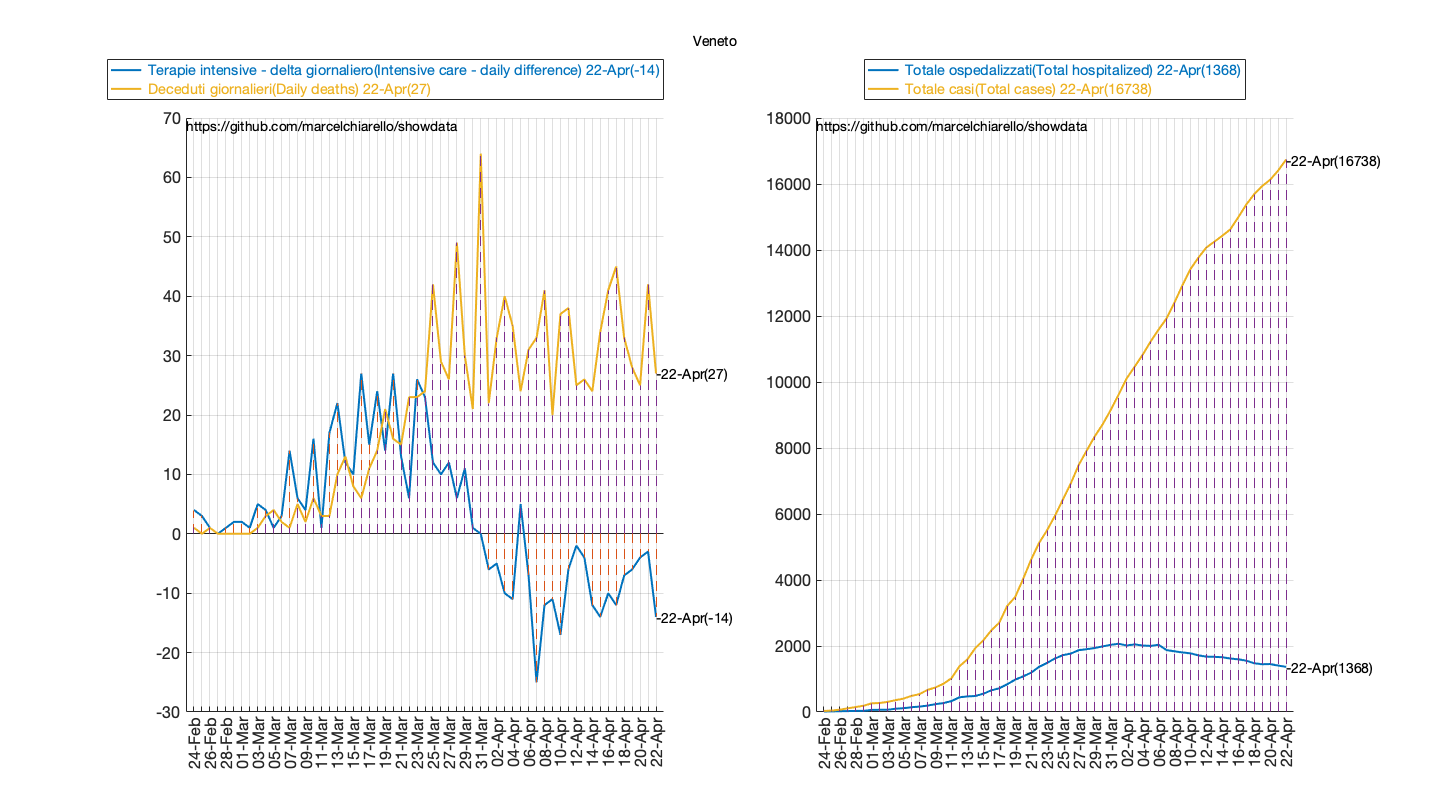 Veneto
Terapie intensive - delta giornaliero(Intensive care - daily difference) 22-Apr(-14)
Deceduti giornalieri(Daily deaths) 22-Apr(27)
70
https://github.com/marcelchiarello/showdata
60
50
40
30
20
10
0
-10
-20
-30
22-Apr(27)
22-Apr(-14)
24-Feb
26-Feb
28-Feb
01-Mar
03-Mar
05-Mar
07-Mar
09-Mar
11-Mar
13-Mar
15-Mar
17-Mar
19-Mar
21-Mar
23-Mar
25-Mar
27-Mar
29-Mar
31-Mar
02-Apr
04-Apr
06-Apr
08-Apr
10-Apr
12-Apr
14-Apr
16-Apr
18-Apr
20-Apr
22-Apr
Totale ospedalizzati(Total hospitalized) 22-Apr(1368)
Totale casi(Total cases) 22-Apr(16738)
18000
https://github.com/marcelchiarello/showdata
16000
14000
12000
10000
8000
6000
4000
2000
0
22-Apr(16738)
22-Apr(1368)
24-Feb
26-Feb
28-Feb
01-Mar
03-Mar
05-Mar
07-Mar
09-Mar
11-Mar
13-Mar
15-Mar
17-Mar
19-Mar
21-Mar
23-Mar
25-Mar
27-Mar
29-Mar
31-Mar
02-Apr
04-Apr
06-Apr
08-Apr
10-Apr
12-Apr
14-Apr
16-Apr
18-Apr
20-Apr
22-Apr